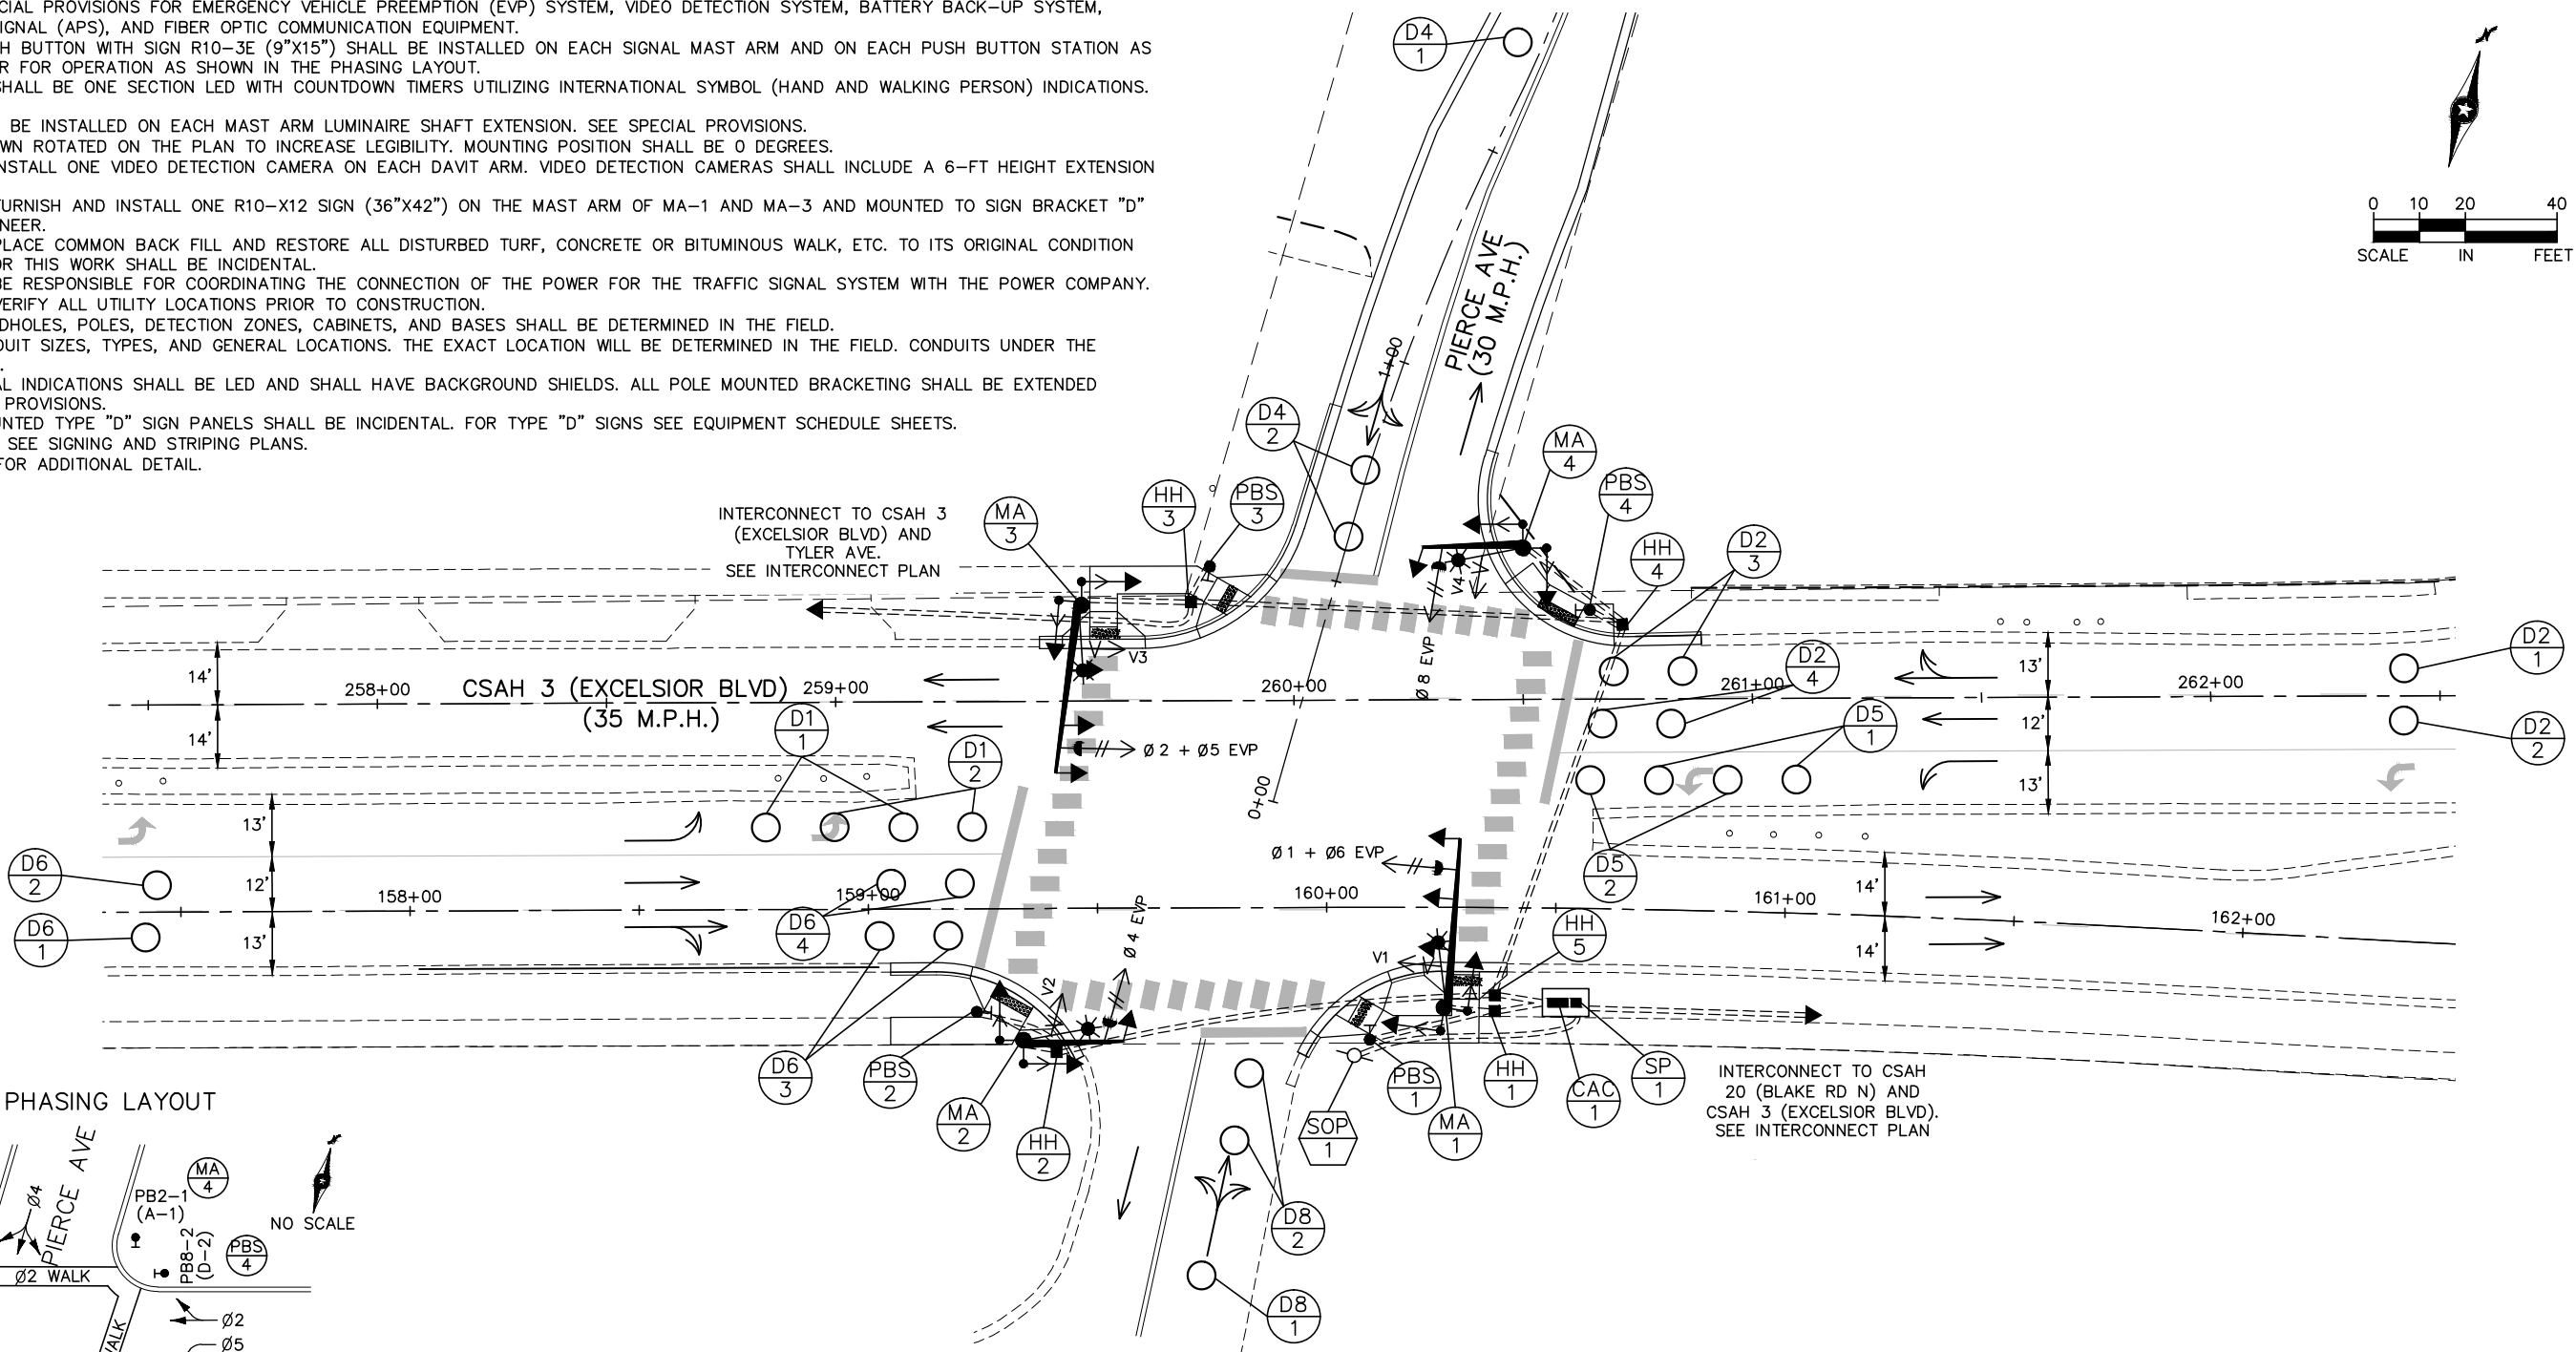 CIAL PROVISIONS FOR EMERGENCY VEHICLE PREEMPTION (EVP) SYSTEM, VIDEO DETECTION SYSTEM, BATTERY BACK-UP SYSTEM,
IGNAL (APS), AND FIBER OPTIC COMMUNICATION EQUIPMENT.
H BUTTON WITH SIGN R10-3E (9"X15") SHALL BE INSTALLED ON EACH SIGNAL MAST ARM AND ON EACH PUSH BUTTON STATION AS
R FOR OPERATION AS SHOWN IN THE PHASING LAYOUT.
SHALL BE ONE SECTION LED WITH COUNTDOWN TIMERS UTILIZING INTERNATIONAL SYMBOL (HAND AND WALKING PERSON) INDICATIONS.
BE INSTALLED ON EACH MAST ARM LUMINAIRE SHAFT EXTENSION. SEE SPECIAL PROVISIONS.
WN ROTATED ON THE PLAN TO INCREASE LEGIBILITY. MOUNTING POSITION SHALL BE 0 DEGREES.
NSTALL ONE VIDEO DETECTION CAMERA ON EACH DAVIT ARM. VIDEO DETECTION CAMERAS SHALL INCLUDE A 6-FT HEIGHT EXTENSION
URNISH AND INSTALL ONE R10-X12 SIGN (36"X42") ON THE MAST ARM OF MA-1 AND MA-3 AND MOUNTED TO SIGN BRACKET "D"
NEER.
PLACE COMMON BACK FILL AND RESTORE ALL DISTURBED TURF, CONCRETE OR BITUMINOUS WALK, ETC. TO ITS ORIGINAL CONDITION
R THIS WORK SHALL BE INCIDENTAL.
BE RESPONSIBLE FOR COORDINATING THE CONNECTION OF THE POWER FOR THE TRAFFIC SIGNAL SYSTEM WITH THE POWER COMPANY.
VERIFY ALL UTILITY LOCATIONS PRIOR TO CONSTRUCTION.
DHOLES, POLES, DETECTION ZONES, CABINETS, AND BASES SHALL BE DETERMINED IN THE FIELD.
DUIT SIZES, TYPES, AND GENERAL LOCATIONS. THE EXACT LOCATION WILL BE DETERMINED IN THE FIELD. CONDUITS UNDER THE
.
AL INDICATIONS SHALL BE LED AND SHALL HAVE BACKGROUND SHIELDS. ALL POLE MOUNTED BRACKETING SHALL BE EXTENDED
PROVISIONS.
UNTED TYPE "D" SIGN PANELS SHALL BE INCIDENTAL. FOR TYPE "D" SIGNS SEE EQUIPMENT SCHEDULE SHEETS.
SEE SIGNING AND STRIPING PLANS.
FOR ADDITIONAL DETAIL.
D4
1
0 10 20 40
SCALE IN FEET
PIERCE AVE
(30 M.P.H.)
1+00
D4
2
MA
4
PBS
4
HH
3
PBS
3
MA
3
HH
4
D2
3
INTERCONNECT TO CSAH 3
(EXCELSIOR BLVD) AND
TYLER AVE.
SEE INTERCONNECT PLAN
V4
Ø 8 EVP
V3
14'
14'
258+00
CSAH 3 (EXCELSIOR BLVD)
(35 M.P.H.)
259+00
260+00
261+00
262+00
D2
4
13'
12'
13'
D2
1
D2
2
D1
1
D1
2
D5
1
Ø 2 + Ø5 EVP
0+00
13'
12'
13'
D6
2
D6
1
158+00
159+00
160+00
161+00
162+00
Ø 1 + Ø6 EVP
D5
2
14'
14'
D6
4
Ø 4 EVP
HH
5
V1
V2
D6
3
PBS
2
MA
2
HH
2
SOP
1
PBS
1
MA
1
HH
1
CAC
1
SP
1
INTERCONNECT TO CSAH
20 (BLAKE RD N) AND
CSAH 3 (EXCELSIOR BLVD).
SEE INTERCONNECT PLAN
D8
2
D8
1
PHASING LAYOUT
PIERCE AVE
Ø4
MA
4
PB2-1
(A-1)
PB8-2
(D-2)
PBS
4
NO SCALE
Ø2 WALK
Ø2
Ø5
WALK